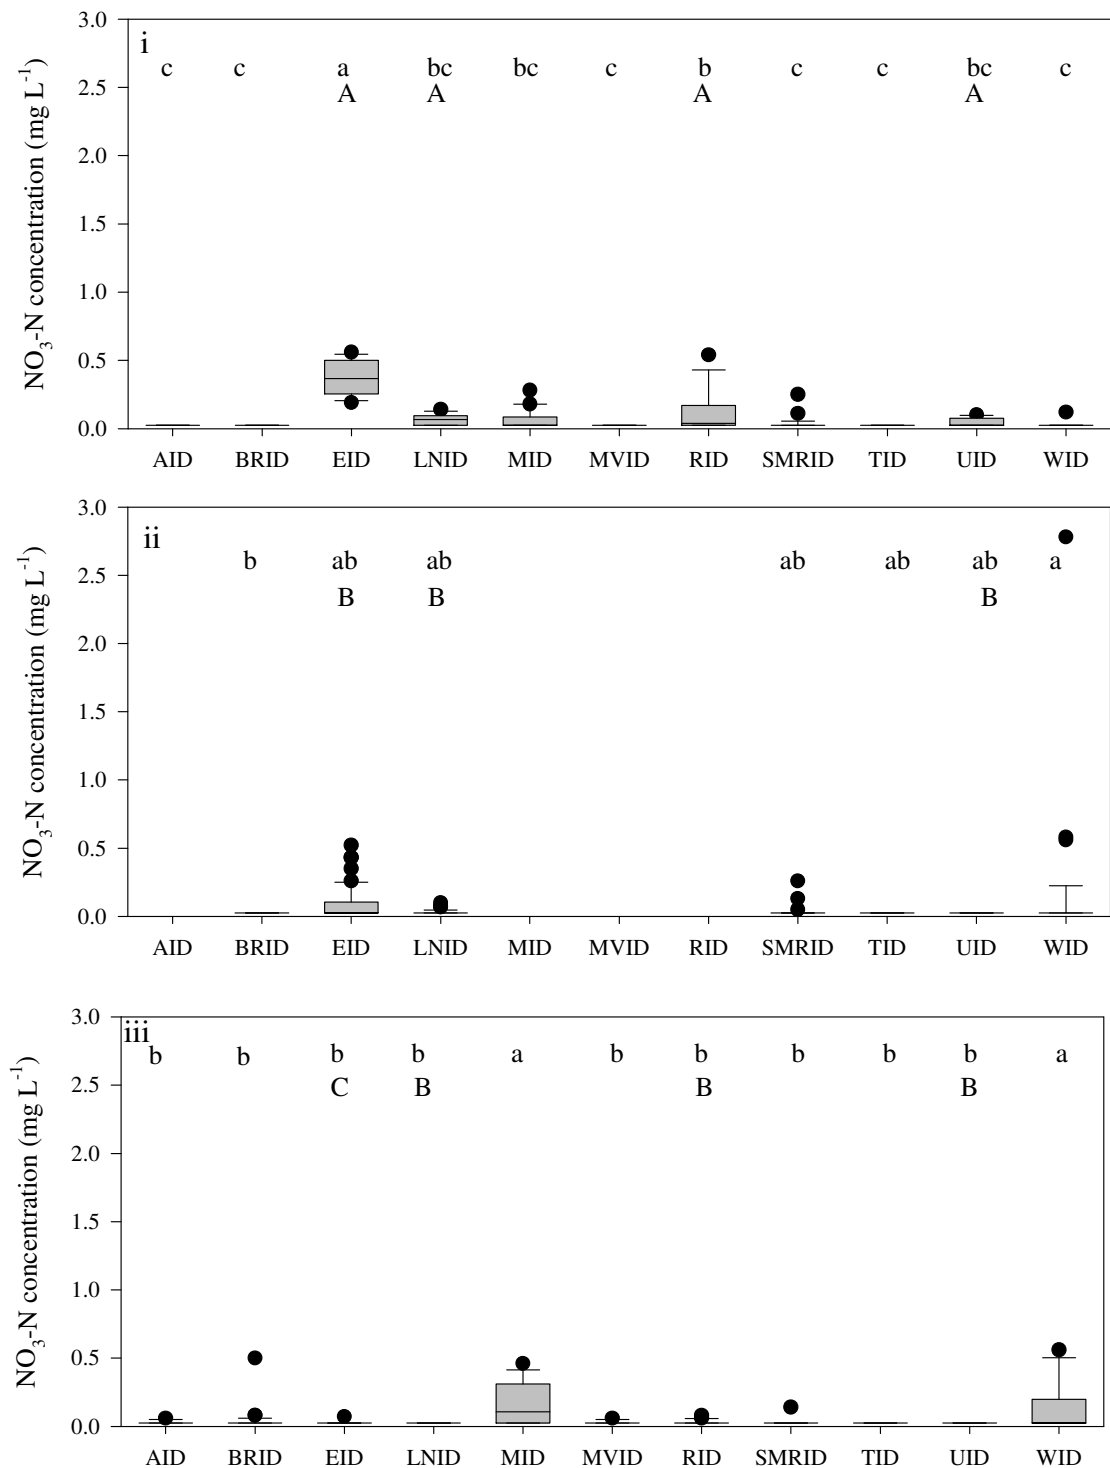 3.0
i
c c a bc bc c b c c bc c
A A A A
2.5
2.0
1.5
1.0
0.5
0.0
NO3-N concentration (mg L-1)
AID BRID EID LNID MID MVID RID SMRID TID UID WID
3.0
ii
b ab ab ab ab ab a
B B B
2.5
2.0
1.5
1.0
0.5
0.0
NO3-N concentration (mg L-1)
AID BRID EID LNID MID MVID RID SMRID TID UID WID
3.0
iii
b b b b a b b b b b a
C B B B
2.5
2.0
1.5
1.0
0.5
0.0
NO3-N concentration (mg L-1)
AID BRID EID LNID MID MVID RID SMRID TID UID WID